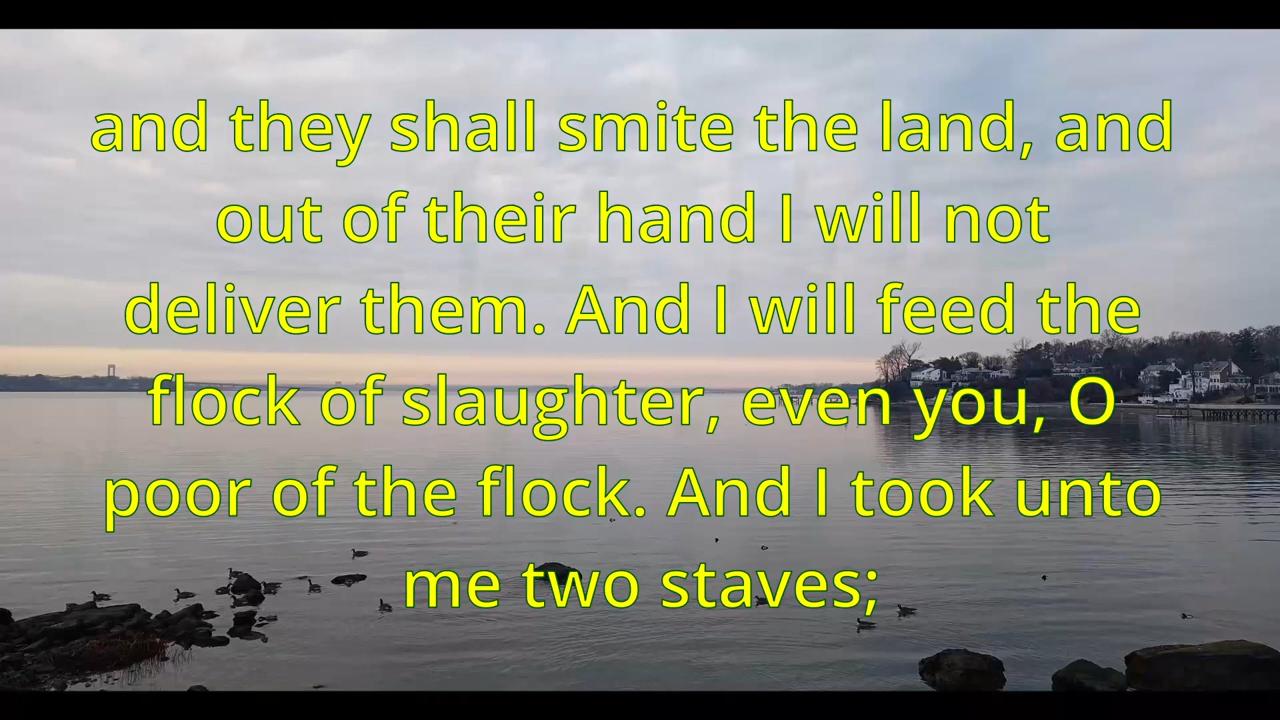 and they shall smite the land, and
out of their hand I will not
deliver them. And I will feed the
flock of slaughter, even you, O
poor of the flock. And I took unto
me two staves;